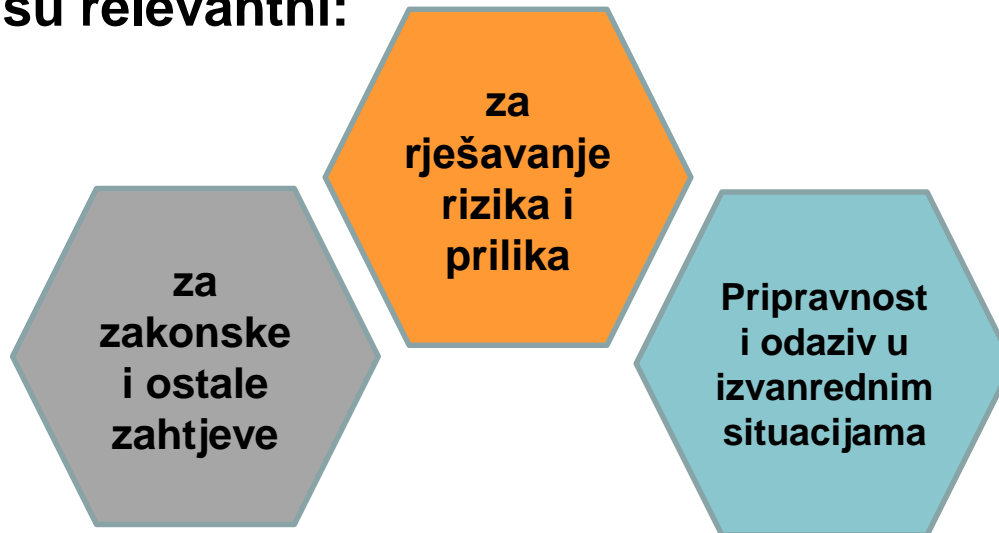 su relevantni:
za
rješavanje
rizika i
prilika
za
zakonske
i ostale
zahtjeve
Pripravnost
i odaziv u
izvanrednim
situacijama